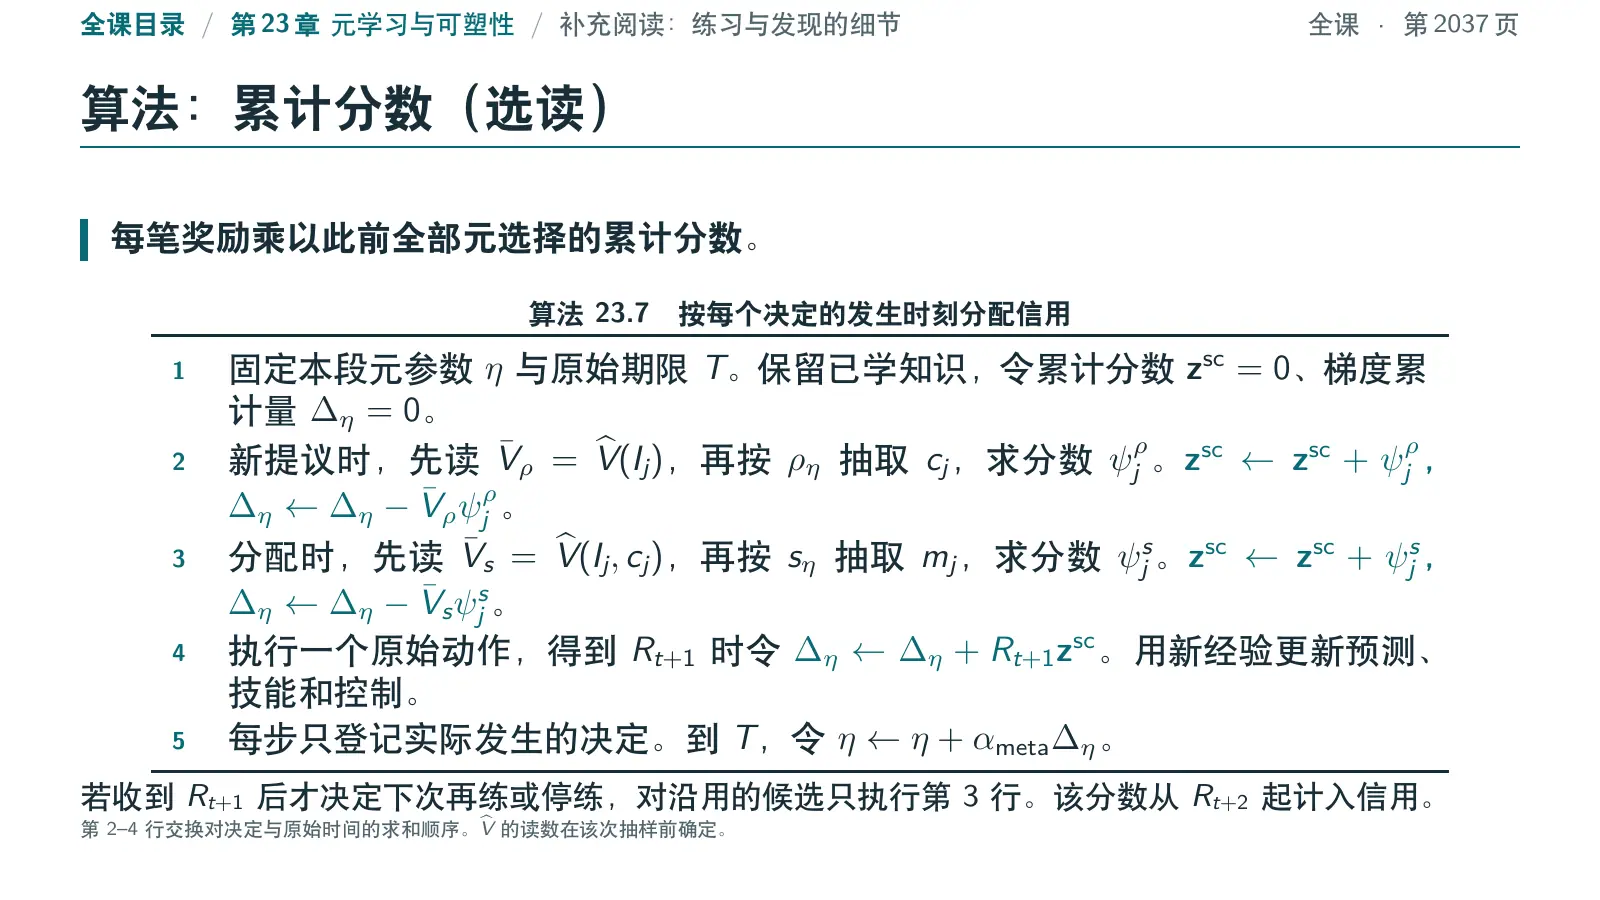 全课目录 / 第 23 章 元学习与可塑性 / 补充阅读：练习与发现的细节
全课 · 第 2037 页
算法：累计分数（选读）
每笔奖励乘以此前全部元选择的累计分数。
算法 23.7 按每个决定的发生时刻分配信用
1 固定本段元参数 η 与原始期限 T。保留已学知识，令累计分数 𝐳^sc = 0、梯度累
计量 Δ_η = 0。
2 新提议时，先读 V̄_ρ = V̂(I_j)，再按 ρ_η 抽取 c_j，求分数 ψ_j^ρ。𝐳^sc ← 𝐳^sc + ψ_j^ρ，
Δ_η ← Δ_η − V̄_ρψ_j^ρ。
3 分配时，先读 V̄_s = V̂(I_j, c_j)，再按 s_η 抽取 m_j，求分数 ψ_j^s。𝐳^sc ← 𝐳^sc + ψ_j^s，
Δ_η ← Δ_η − V̄_sψ_j^s。
4 执行一个原始动作，得到 R_{t+1} 时令 Δ_η ← Δ_η + R_{t+1}𝐳^sc。用新经验更新预测、
技能和控制。
5 每步只登记实际发生的决定。到 T，令 η ← η + α_meta Δ_η。
若收到 R_{t+1} 后才决定下次再练或停练，对沿用的候选只执行第 3 行。该分数从 R_{t+2} 起计入信用。
第 2–4 行交换对决定与原始时间的求和顺序。V̂ 的读数在该次抽样前确定。